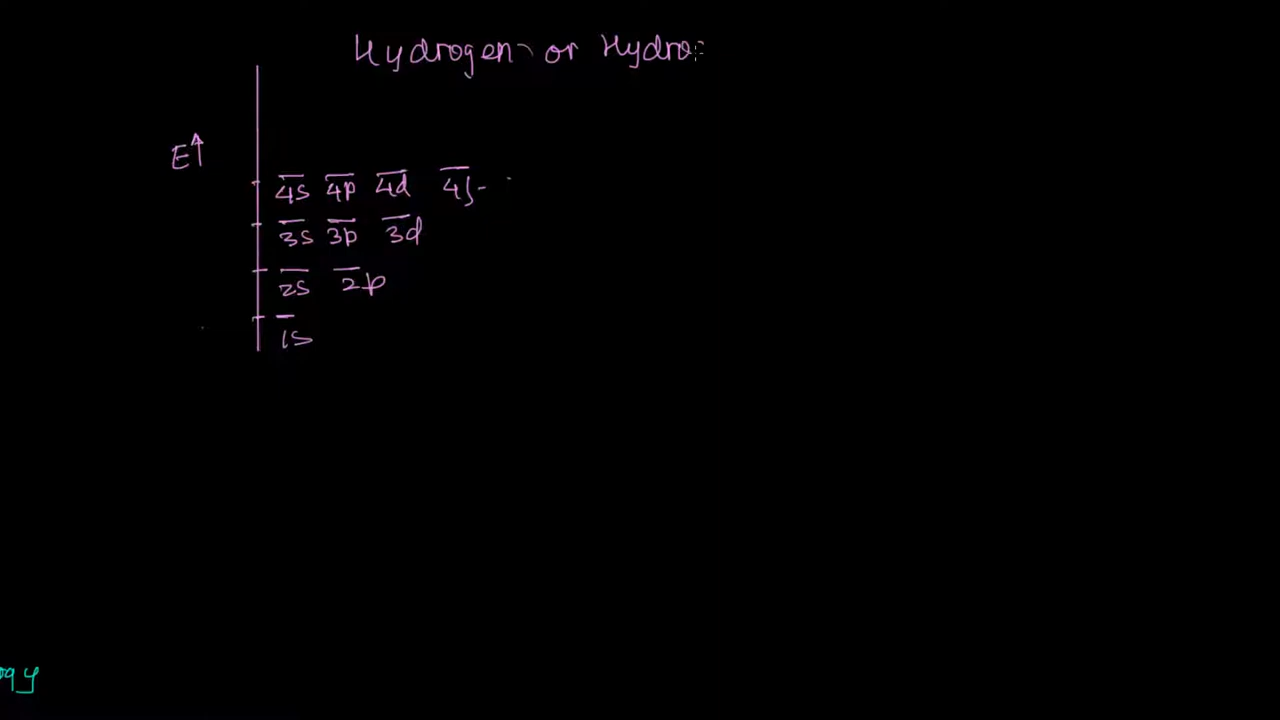 Hydrogen or Hydro
E↑
4s 4p 4d 4f
3s 3p 3d
2s 2p
1s